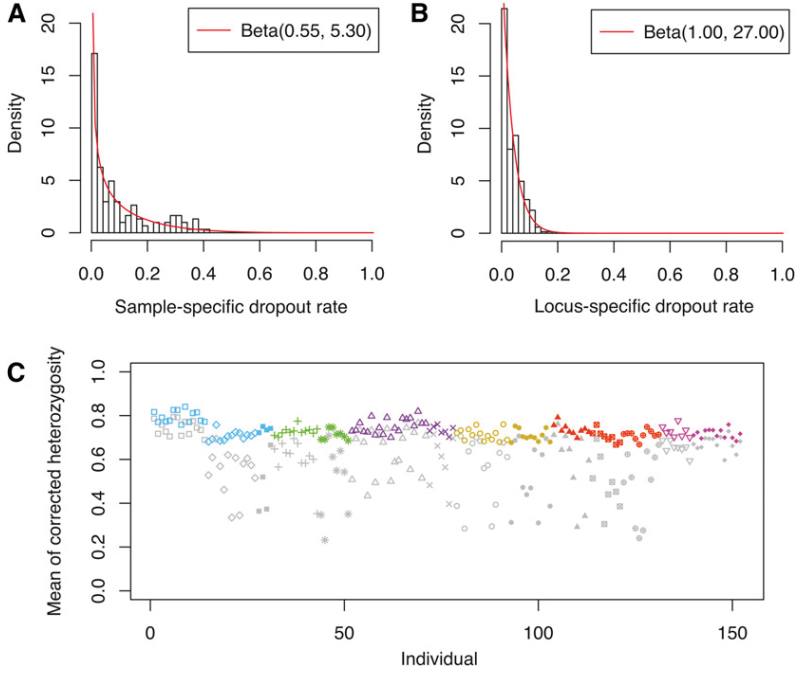 A
Density
20
15
10
5
0
Beta(0.55, 5.30)
0.0 0.2 0.4 0.6 0.8 1.0
Sample-specific dropout rate
B
Density
20
15
10
5
0
Beta(1.00, 27.00)
0.0 0.2 0.4 0.6 0.8 1.0
Locus-specific dropout rate
C
Mean of corrected heterozygosity
1.0
0.8
0.6
0.4
0.2
0.0
0 50 100 150
Individual